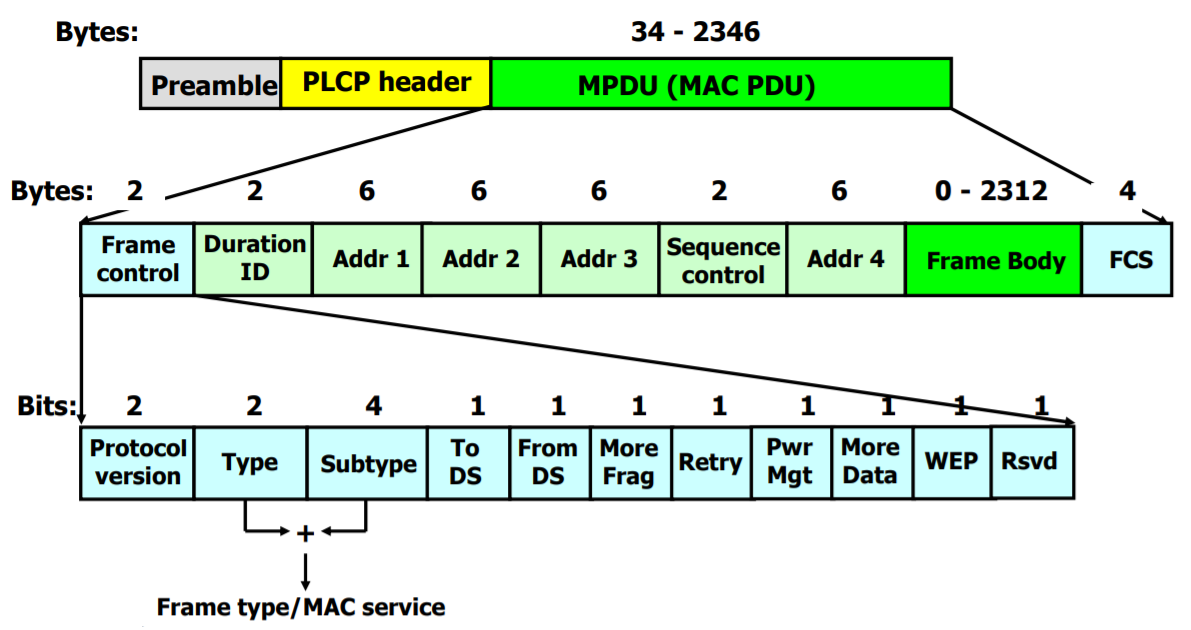 Bytes: 34 - 2346
Preamble PLCP header MPDU (MAC PDU)
Bytes: 2 2 6 6 6 2 6 0 - 2312 4
Frame control Duration ID Addr 1 Addr 2 Addr 3 Sequence control Addr 4 Frame Body FCS
Bits: 2 2 4 1 1 1 1 1 1 1 1
Protocol version Type Subtype To DS From DS More Frag Retry Pwr Mgt More Data WEP Rsvd
+
Frame type/MAC service